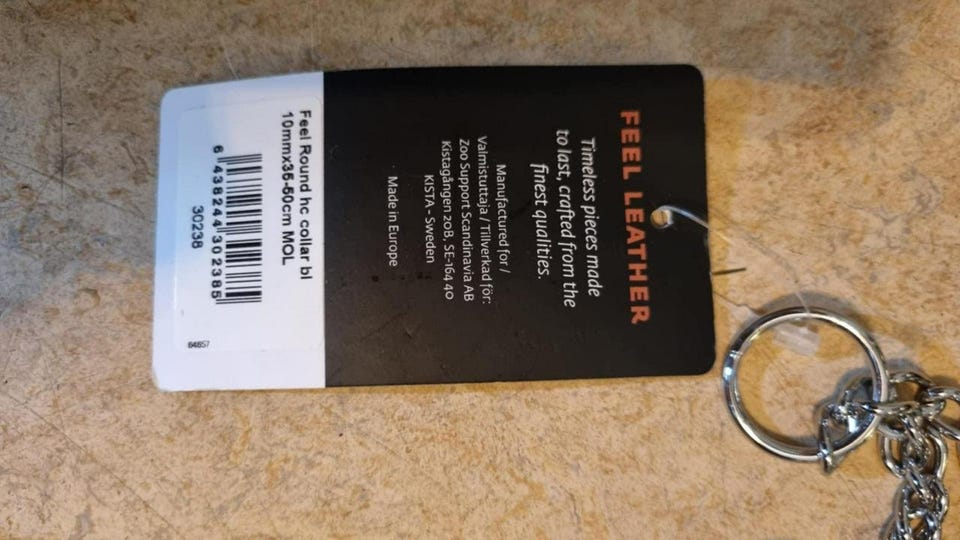 FEEL LEATHER
Timeless pieces made
to last, crafted from the
finest qualities.
Manufactured for /
Valmistuttaja / Tillverkad för:
Zoo Support Scandinavia AB
Kistagången 20B, SE-164 40
KISTA - Sweden
Made in Europe
Feel Round hc collar bl
10mmx35-50cm MOL
6 438244 302385
30238
64657